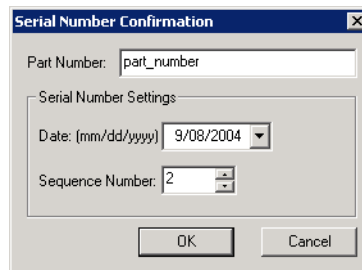 Serial Number Confirmation
Part Number: part_number
Serial Number Settings
Date: (mm/dd/yyyy) 9/08/2004
Sequence Number: 2
OK Cancel